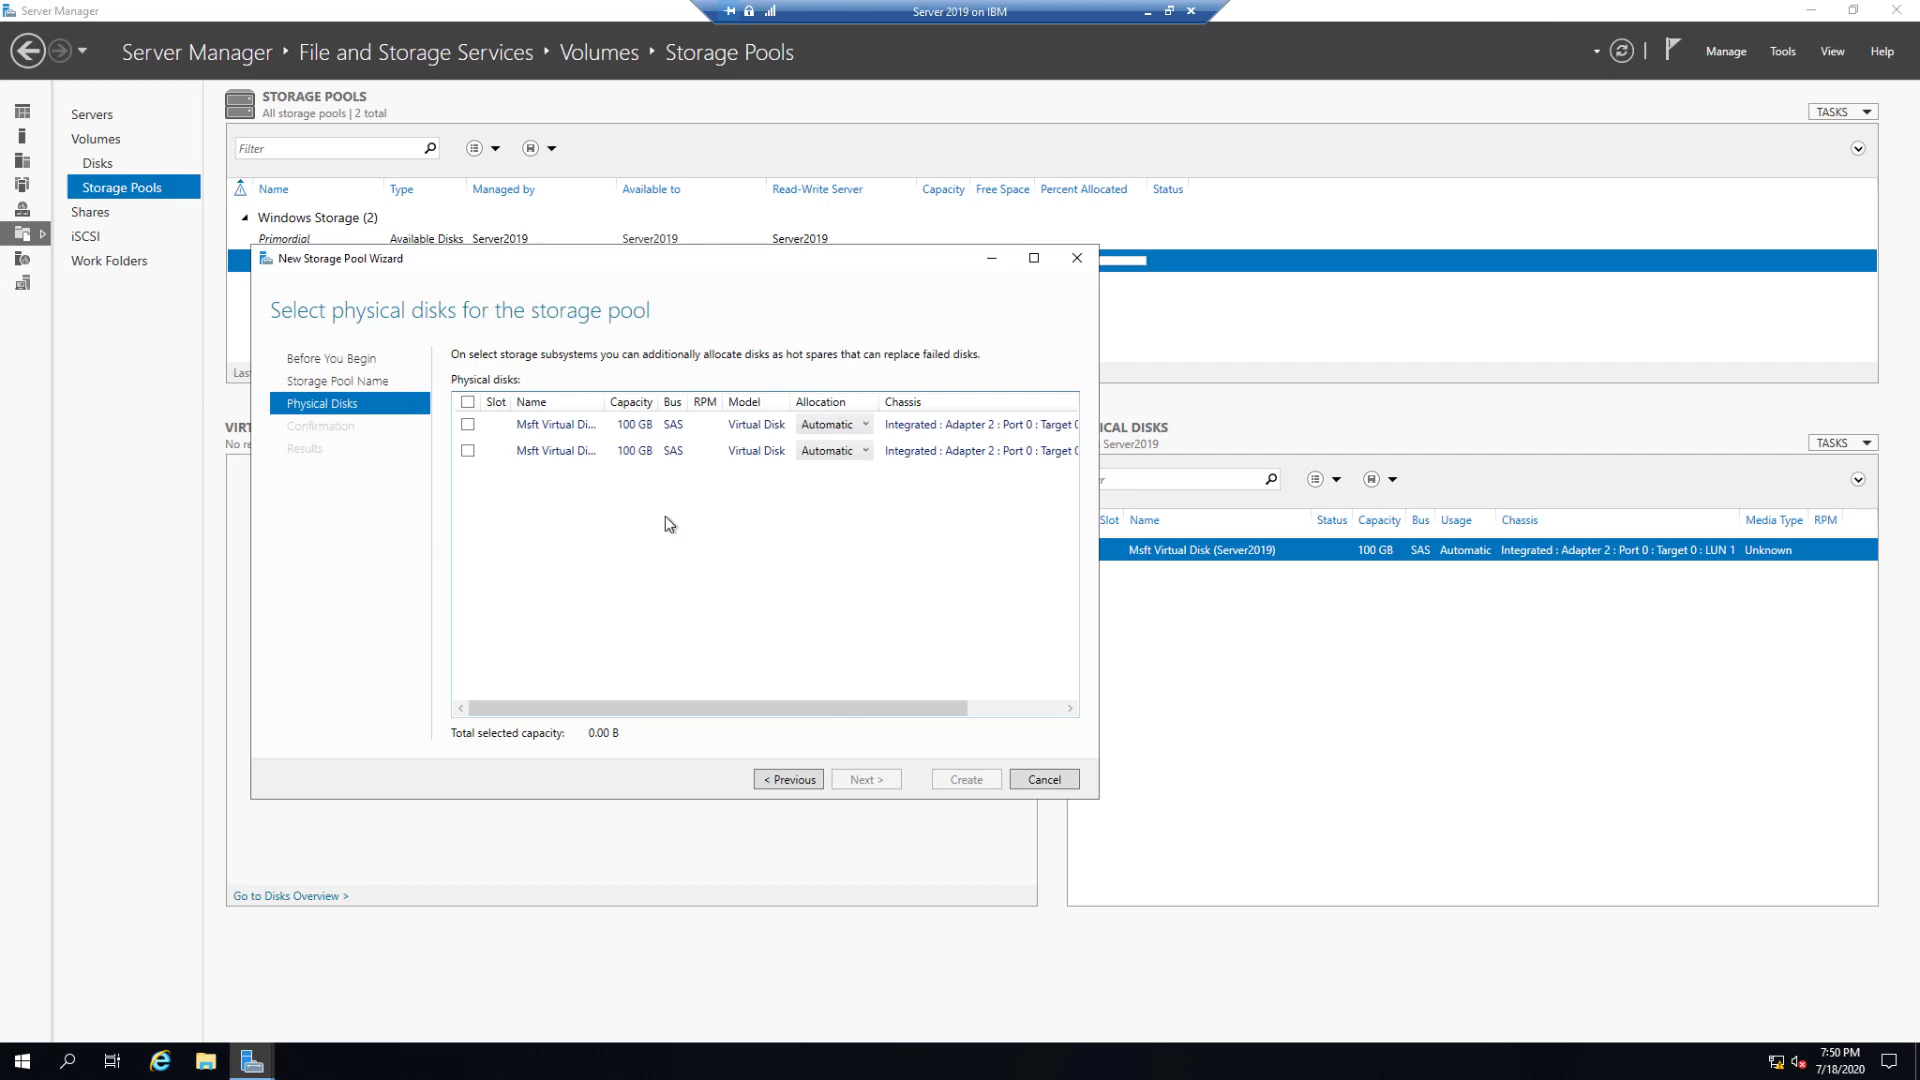 Server Manager
Server 2019 on IBM
Server Manager ‣ File and Storage Services ‣ Volumes ‣ Storage Pools
Manage Tools View Help
Servers
Volumes
Disks
Storage Pools
Shares
iSCSI
Work Folders
STORAGE POOLS
All storage pools | 2 total
TASKS
Filter
Name Type Managed by Available to Read-Write Server Capacity Free Space Percent Allocated Status
Windows Storage (2)
Primordial Available Disks Server2019 Server2019 Server2019
Las
VIRT
No re
Go to Disks Overview >
New Storage Pool Wizard
Select physical disks for the storage pool
Before You Begin
Storage Pool Name
Physical Disks
Confirmation
Results
On select storage subsystems you can additionally allocate disks as hot spares that can replace failed disks.
Physical disks:
Slot Name Capacity Bus RPM Model Allocation Chassis
Msft Virtual Di... 100 GB SAS Virtual Disk Automatic Integrated : Adapter 2 : Port 0 : Target 0
Msft Virtual Di... 100 GB SAS Virtual Disk Automatic Integrated : Adapter 2 : Port 0 : Target 0
Total selected capacity: 0.00 B
< Previous Next > Create Cancel
ICAL DISKS
Server2019
TASKS
er
Slot Name Status Capacity Bus Usage Chassis Media Type RPM
Msft Virtual Disk (Server2019) 100 GB SAS Automatic Integrated : Adapter 2 : Port 0 : Target 0 : LUN 1 Unknown
7:50 PM
7/18/2020